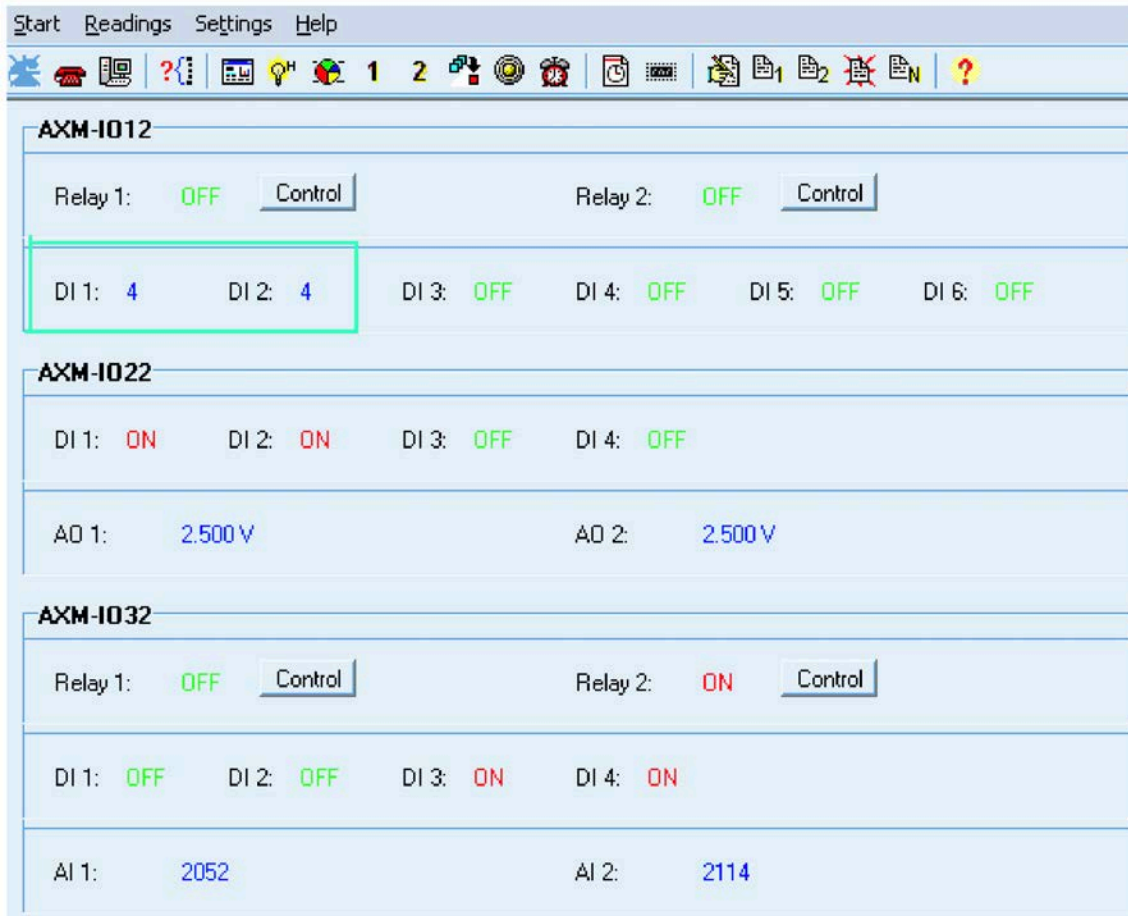 Start Readings Settings Help
?{} H 1 2 1 2 N ?
AXM-IO12
Relay 1: OFF Control Relay 2: OFF Control
DI 1: 4 DI 2: 4 DI 3: OFF DI 4: OFF DI 5: OFF DI 6: OFF
AXM-IO22
DI 1: ON DI 2: ON DI 3: OFF DI 4: OFF
AO 1: 2.500 V AO 2: 2.500 V
AXM-IO32
Relay 1: OFF Control Relay 2: ON Control
DI 1: OFF DI 2: OFF DI 3: ON DI 4: ON
AI 1: 2052 AI 2: 2114